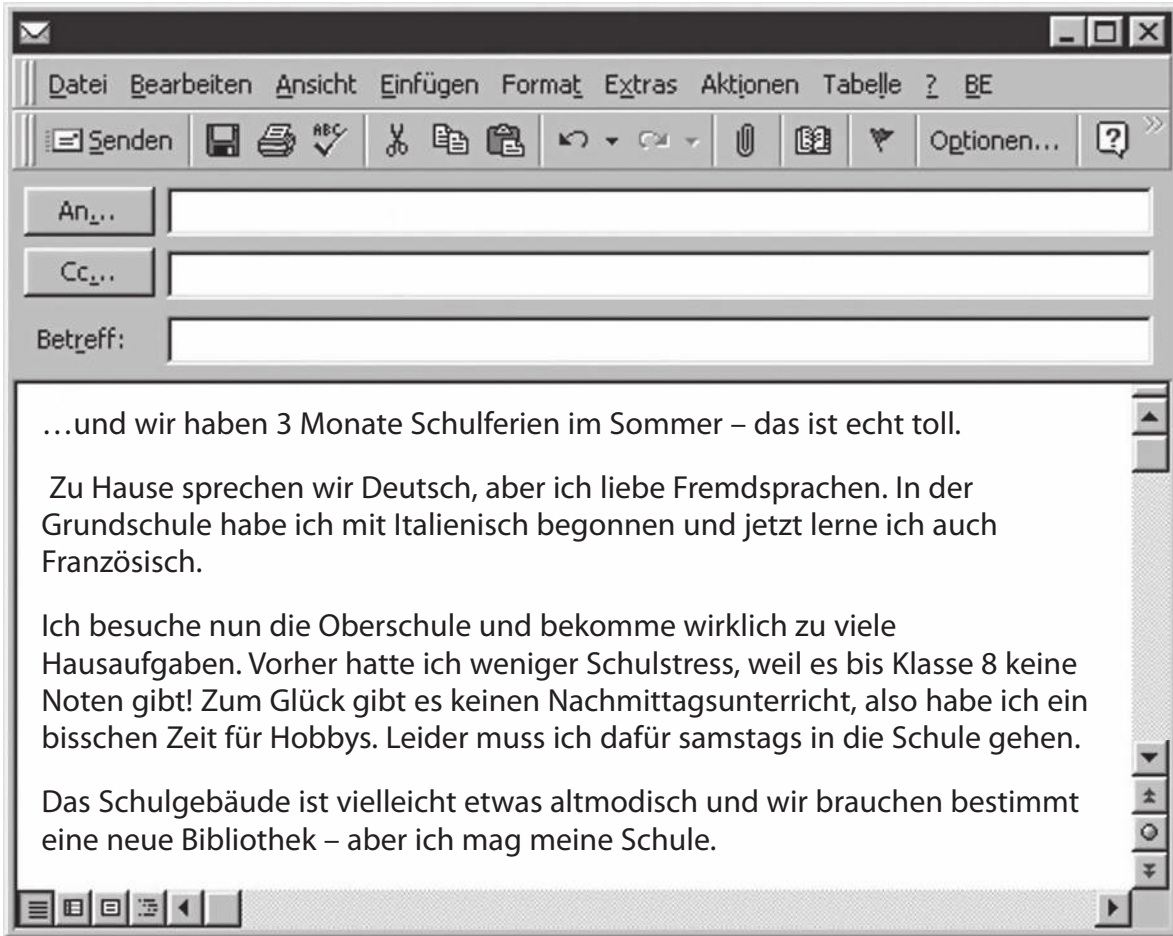 Datei Bearbeiten Ansicht Einfügen Format Extras Aktionen Tabelle ? BE
Senden ABC Optionen...
An...
Cc...
Betreff:
…und wir haben 3 Monate Schulferien im Sommer – das ist echt toll.
Zu Hause sprechen wir Deutsch, aber ich liebe Fremdsprachen. In der
Grundschule habe ich mit Italienisch begonnen und jetzt lerne ich auch
Französisch.
Ich besuche nun die Oberschule und bekomme wirklich zu viele
Hausaufgaben. Vorher hatte ich weniger Schulstress, weil es bis Klasse 8 keine
Noten gibt! Zum Glück gibt es keinen Nachmittagsunterricht, also habe ich ein
bisschen Zeit für Hobbys. Leider muss ich dafür samstags in die Schule gehen.
Das Schulgebäude ist vielleicht etwas altmodisch und wir brauchen bestimmt
eine neue Bibliothek – aber ich mag meine Schule.